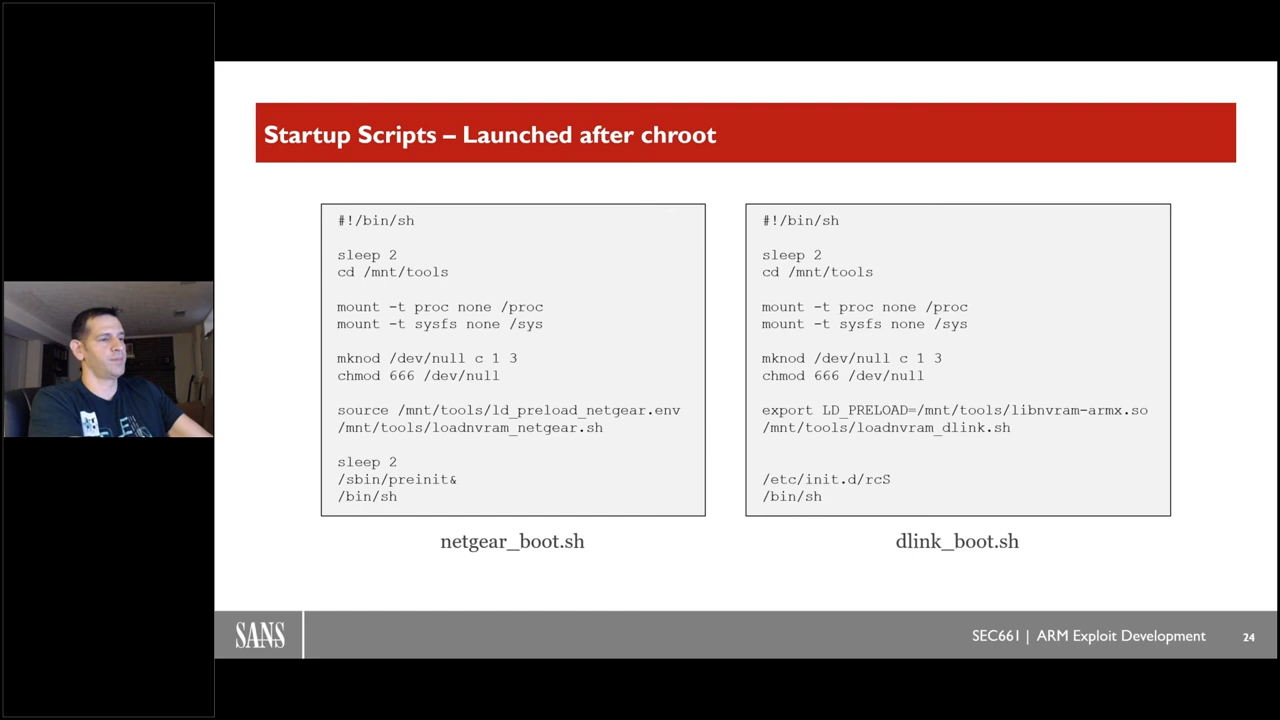 Startup Scripts – Launched after chroot
#!/bin/sh
sleep 2
cd /mnt/tools
mount -t proc none /proc
mount -t sysfs none /sys
mknod /dev/null c 1 3
chmod 666 /dev/null
source /mnt/tools/ld_preload_netgear.env
/mnt/tools/loadnvram_netgear.sh
sleep 2
/sbin/preinit&
/bin/sh
netgear_boot.sh
#!/bin/sh
sleep 2
cd /mnt/tools
mount -t proc none /proc
mount -t sysfs none /sys
mknod /dev/null c 1 3
chmod 666 /dev/null
export LD_PRELOAD=/mnt/tools/libnvram-armx.so
/mnt/tools/loadnvram_dlink.sh
/etc/init.d/rcS
/bin/sh
dlink_boot.sh
SANS
SEC661 | ARM Exploit Development
24